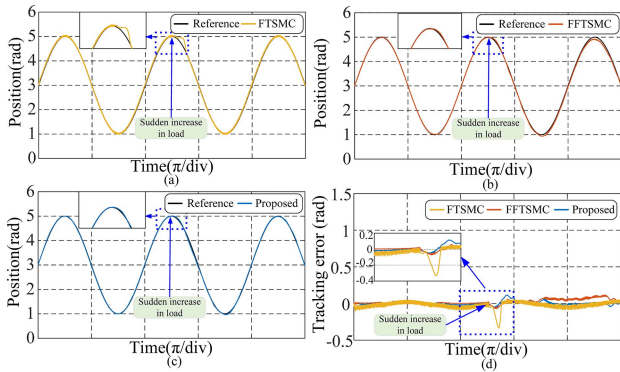 Reference FTSMC
Position(rad)
6
5
4
3
2
1
0
Sudden increase
in load
Time(π/div)
(a)
Reference FFTSMC
Position(rad)
6
5
4
3
2
1
0
Sudden increase
in load
Time(π/div)
(b)
Reference Proposed
Position(rad)
6
5
4
3
2
1
0
Sudden increase
in load
Time(π/div)
(c)
FTSMC FFTSMC Proposed
Tracking error (rad)
1.5
1
0.5
0
-0.5
0.2
0
-0.2
-0.4
Sudden increase
in load
Time(π/div)
(d)